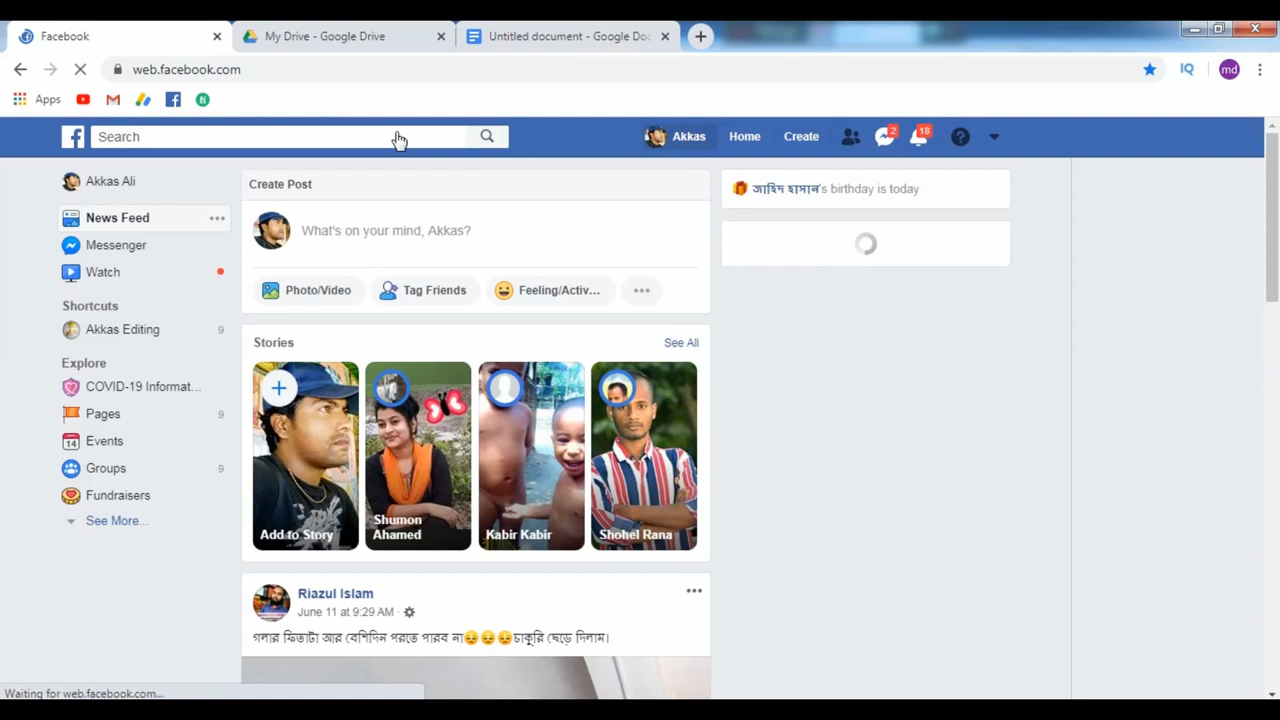 Facebook
My Drive - Google Drive
Untitled document - Google Doc
web.facebook.com
md
Apps
Search
Akkas
Home
Create
2
18
Akkas Ali
News Feed
Messenger
Watch
Shortcuts
Akkas Editing 9
Explore
COVID-19 Informat...
Pages 9
14 Events
Groups 9
Fundraisers
See More...
Create Post
What's on your mind, Akkas?
Photo/Video
Tag Friends
Feeling/Activ...
Stories
See All
Add to Story
Shumon
Ahamed
Kabir Kabir
Shohel Rana
Riazul Islam
June 11 at 9:29 AM ·
গলার ফিতাটা আর বেশিদিন পরতে পারব না😔😔😔চাকুরি ছেড়ে দিলাম।
জাহিদ হাসান's birthday is today
Waiting for web.facebook.com...